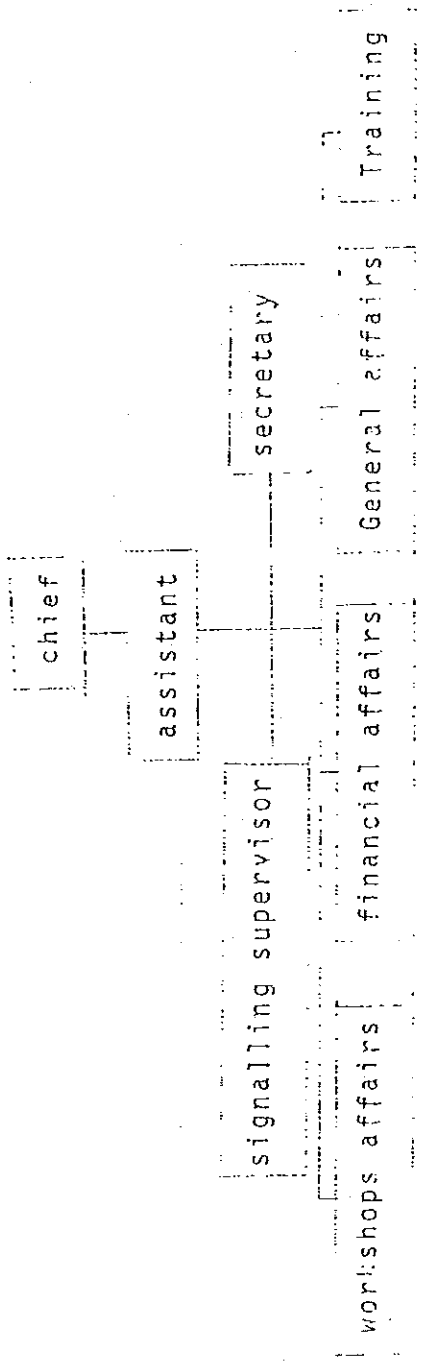 chief
assistant
signalling supervisor
secretary
workshops affairs
financial affairs
General affairs
Training